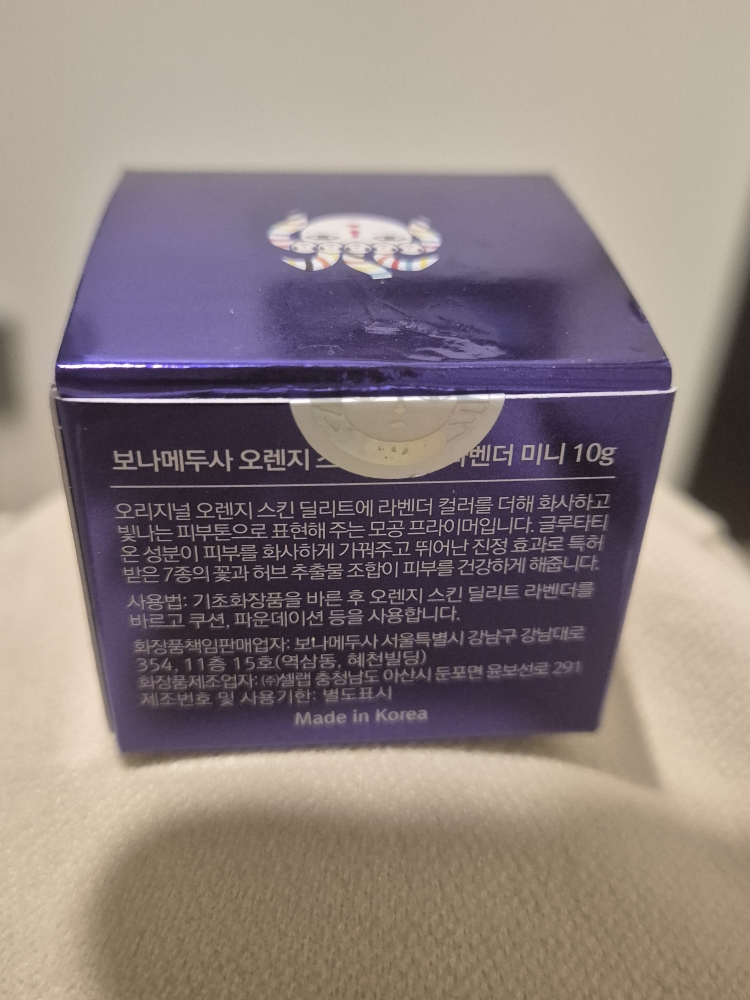 보나메두사 오렌지 벤더 미니 10g
오리지널 오렌지 스킨 딜리트에 라벤더 컬러를 더해 화사하고
빛나는 피부톤으로 표현해 주는 모공 프라이머입니다. 글루타티
온 성분이 피부를 화사하게 가꿔주고 뛰어난 진정 효과로 특허
받은 7종의 꽃과 허브 추출물 조합이 피부를 건강하게 해줍니다.
사용법: 기초화장품을 바른 후 오렌지 스킨 딜리트 라벤더를
바르고 쿠션, 파운데이션 등을 사용합니다.
화장품책임판매업자: 보나메두사 서울특별시 강남구 강남대로
354, 11층 15호(역삼동, 혜천빌딩)
화장품제조업자: ㈜셀랩 충청남도 아산시 둔포면 윤보선로 291
제조번호 및 사용기한: 별도표시
Made in Korea